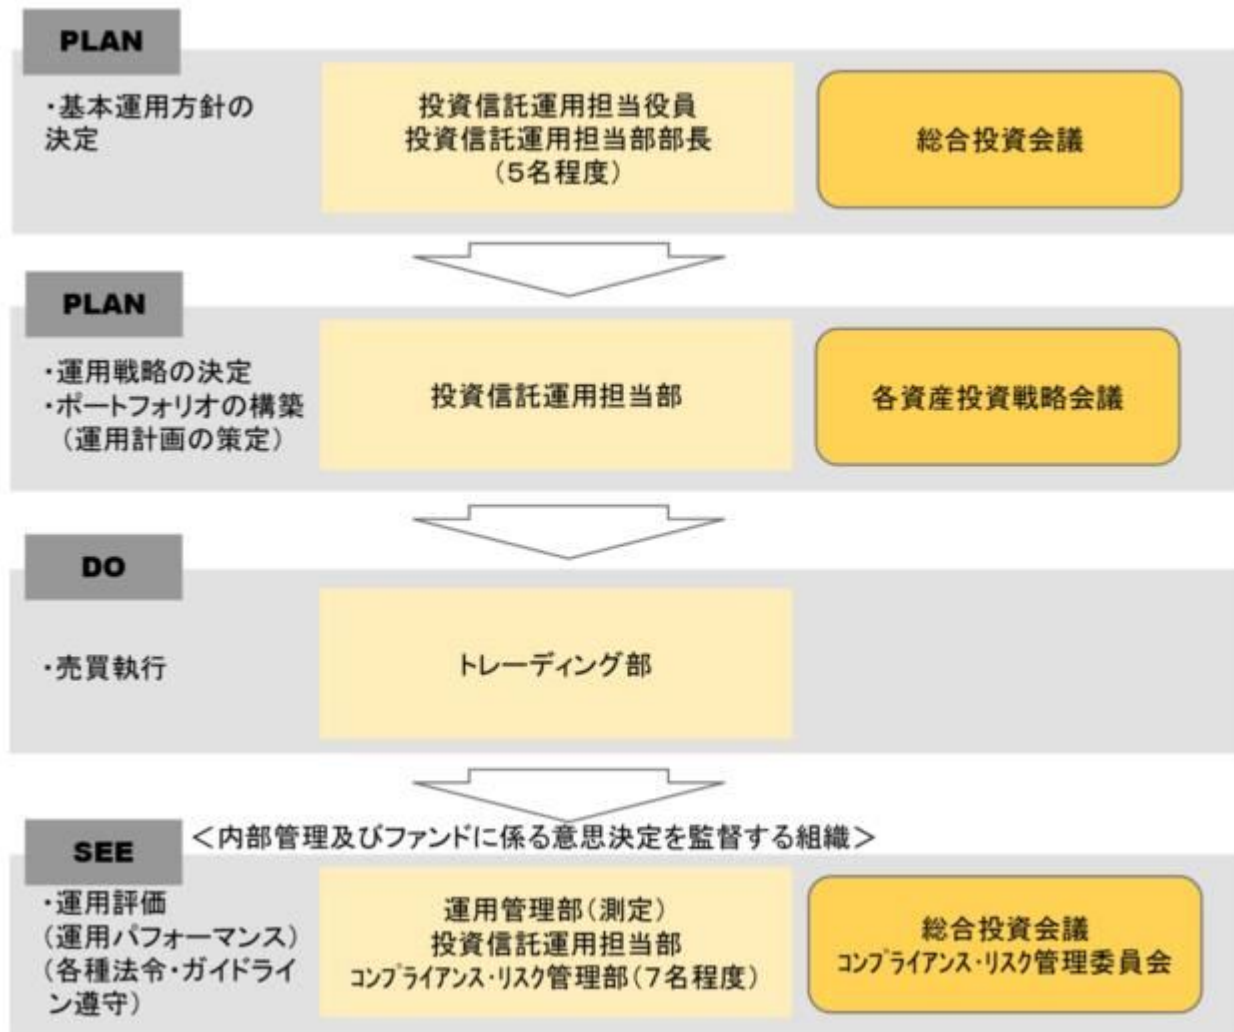 PLAN
・基本運用方針の
決定
投資信託運用担当役員
投資信託運用担当部部長
(5名程度)
総合投資会議
PLAN
・運用戦略の決定
・ポートフォリオの構築
(運用計画の策定)
投資信託運用担当部
各資産投資戦略会議
DO
・売買執行
トレーディング部
SEE
＜内部管理及びファンドに係る意思決定を監督する組織＞
・運用評価
(運用パフォーマンス)
(各種法令・ガイドライ
ン遵守)
運用管理部(測定)
投資信託運用担当部
コンプライアンス・リスク管理部(7名程度)
総合投資会議
コンプライアンス・リスク管理委員会